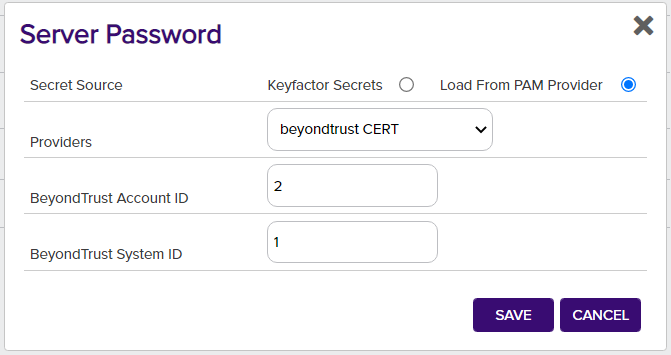 Server Password
Secret Source Keyfactor Secrets Load From PAM Provider
Providers beyondtrust CERT
BeyondTrust Account ID 2
BeyondTrust System ID 1
SAVE CANCEL